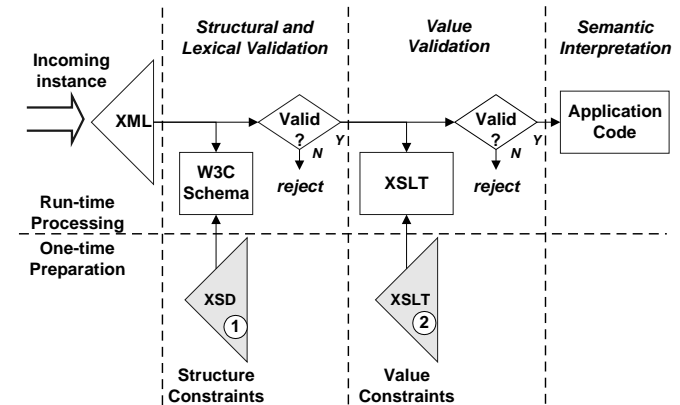 Structural and
Lexical Validation
Value
Validation
Semantic
Interpretation
Incoming
instance
XML
Valid
?
N
Y
reject
W3C
Schema
Valid
?
N
Y
reject
XSLT
Application
Code
Run-time
Processing
One-time
Preparation
XSD
1
XSLT
2
Structure
Constraints
Value
Constraints